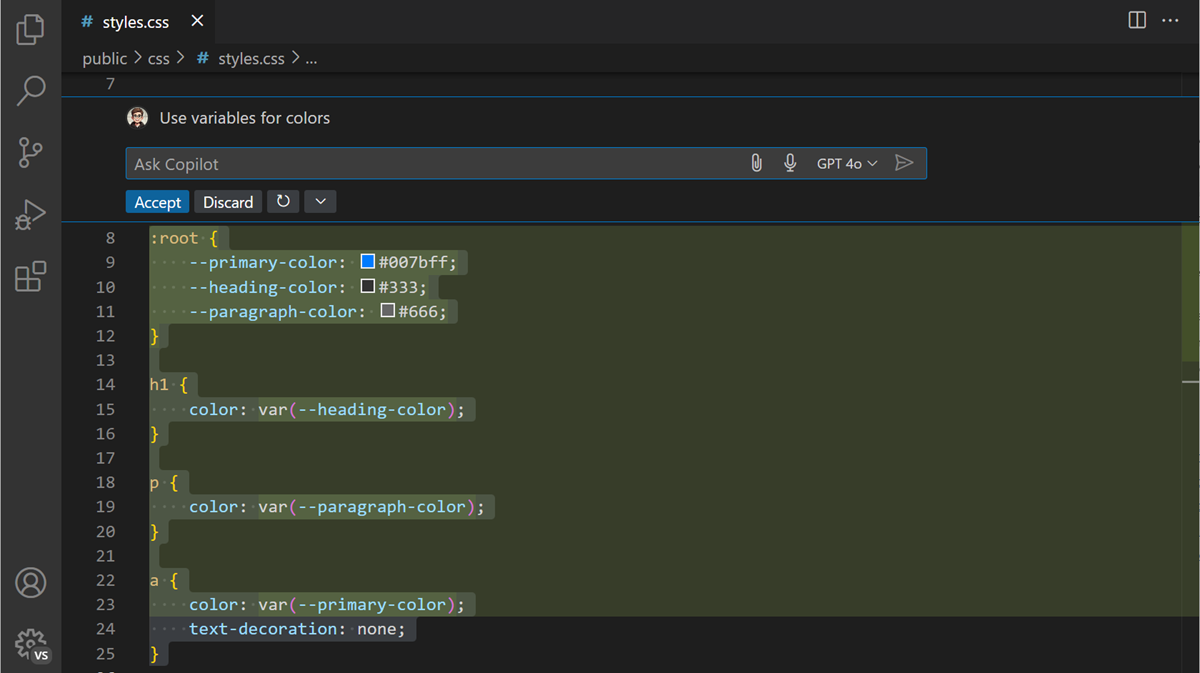 # styles.css
public > css > # styles.css > ...
7
Use variables for colors
Ask Copilot GPT 4o
Accept Discard
8 :root {
9 --primary-color: #007bff;
10 --heading-color: #333;
11 --paragraph-color: #666;
12 }
13
14 h1 {
15 color: var(--heading-color);
16 }
17
18 p {
19 color: var(--paragraph-color);
20 }
21
22 a {
23 color: var(--primary-color);
24 text-decoration: none;
25 }
VS